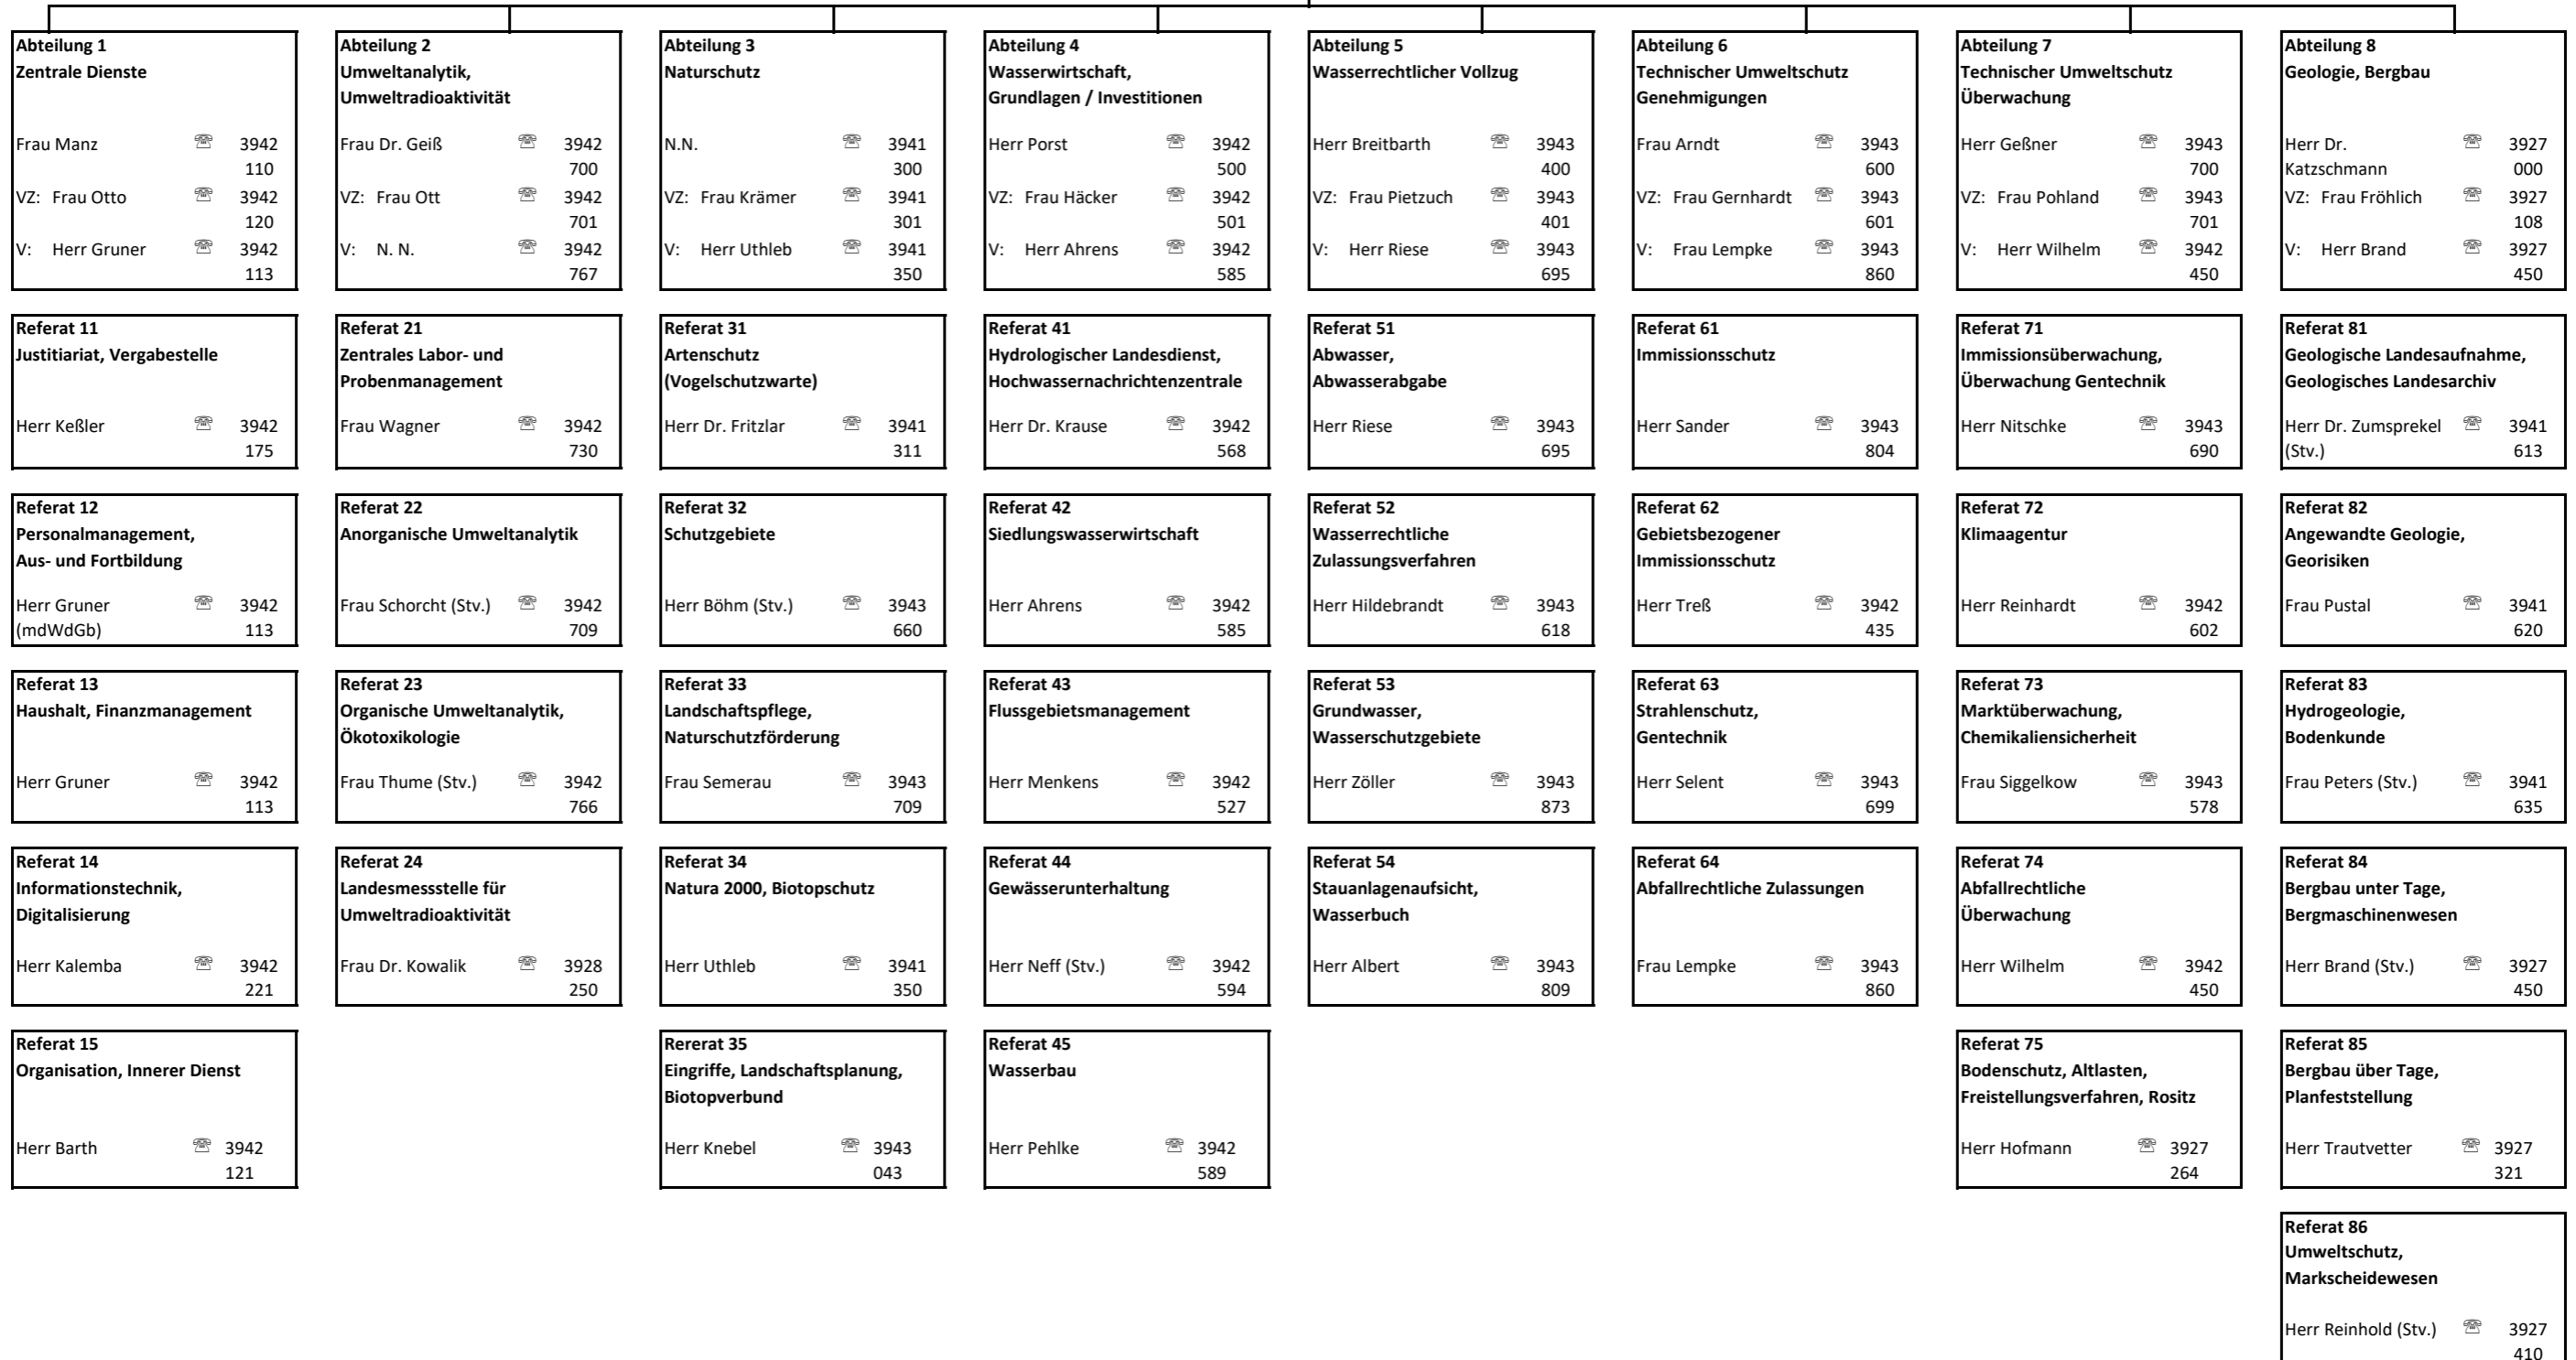 Abteilung 1
Zentrale Dienste
Frau Manz ☏ 3942
110
VZ: Frau Otto ☏ 3942
120
V: Herr Gruner ☏ 3942
113
Referat 11
Justitiariat, Vergabestelle
Herr Keßler ☏ 3942
175
Referat 12
Personalmanagement,
Aus- und Fortbildung
Herr Gruner ☏ 3942
(mdWdGb) 113
Referat 13
Haushalt, Finanzmanagement
Herr Gruner ☏ 3942
113
Referat 14
Informationstechnik,
Digitalisierung
Herr Kalemba ☏ 3942
221
Referat 15
Organisation, Innerer Dienst
Herr Barth ☏ 3942
121
Abteilung 2
Umweltanalytik,
Umweltradioaktivität
Frau Dr. Geiß ☏ 3942
700
VZ: Frau Ott ☏ 3942
701
V: N. N. ☏ 3942
767
Referat 21
Zentrales Labor- und
Probenmanagement
Frau Wagner ☏ 3942
730
Referat 22
Anorganische Umweltanalytik
Frau Schorcht (Stv.) ☏ 3942
709
Referat 23
Organische Umweltanalytik,
Ökotoxikologie
Frau Thume (Stv.) ☏ 3942
766
Referat 24
Landesmessstelle für
Umweltradioaktivität
Frau Dr. Kowalik ☏ 3928
250
Abteilung 3
Naturschutz
N.N. ☏ 3941
300
VZ: Frau Krämer ☏ 3941
301
V: Herr Uthleb ☏ 3941
350
Referat 31
Artenschutz
(Vogelschutzwarte)
Herr Dr. Fritzlar ☏ 3941
311
Referat 32
Schutzgebiete
Herr Böhm (Stv.) ☏ 3943
660
Referat 33
Landschaftspflege,
Naturschutzförderung
Frau Semerau ☏ 3943
709
Referat 34
Natura 2000, Biotopschutz
Herr Uthleb ☏ 3941
350
Rererat 35
Eingriffe, Landschaftsplanung,
Biotopverbund
Herr Knebel ☏ 3943
043
Abteilung 4
Wasserwirtschaft,
Grundlagen / Investitionen
Herr Porst ☏ 3942
500
VZ: Frau Häcker ☏ 3942
501
V: Herr Ahrens ☏ 3942
585
Referat 41
Hydrologischer Landesdienst,
Hochwassernachrichtenzentrale
Herr Dr. Krause ☏ 3942
568
Referat 42
Siedlungswasserwirtschaft
Herr Ahrens ☏ 3942
585
Referat 43
Flussgebietsmanagement
Herr Menkens ☏ 3942
527
Referat 44
Gewässerunterhaltung
Herr Neff (Stv.) ☏ 3942
594
Referat 45
Wasserbau
Herr Pehlke ☏ 3942
589
Abteilung 5
Wasserrechtlicher Vollzug
Herr Breitbarth ☏ 3943
400
VZ: Frau Pietzuch ☏ 3943
401
V: Herr Riese ☏ 3943
695
Referat 51
Abwasser,
Abwasserabgabe
Herr Riese ☏ 3943
695
Referat 52
Wasserrechtliche
Zulassungsverfahren
Herr Hildebrandt ☏ 3943
618
Referat 53
Grundwasser,
Wasserschutzgebiete
Herr Zöller ☏ 3943
873
Referat 54
Stauanlagenaufsicht,
Wasserbuch
Herr Albert ☏ 3943
809
Abteilung 6
Technischer Umweltschutz
Genehmigungen
Frau Arndt ☏ 3943
600
VZ: Frau Gernhardt ☏ 3943
601
V: Frau Lempke ☏ 3943
860
Referat 61
Immissionsschutz
Herr Sander ☏ 3943
804
Referat 62
Gebietsbezogener
Immissionsschutz
Herr Treß ☏ 3942
435
Referat 63
Strahlenschutz,
Gentechnik
Herr Selent ☏ 3943
699
Referat 64
Abfallrechtliche Zulassungen
Frau Lempke ☏ 3943
860
Abteilung 7
Technischer Umweltschutz
Überwachung
Herr Geßner ☏ 3943
700
VZ: Frau Pohland ☏ 3943
701
V: Herr Wilhelm ☏ 3942
450
Referat 71
Immissionsüberwachung,
Überwachung Gentechnik
Herr Nitschke ☏ 3943
690
Referat 72
Klimaagentur
Herr Reinhardt ☏ 3942
602
Referat 73
Marktüberwachung,
Chemikaliensicherheit
Frau Siggelkow ☏ 3943
578
Referat 74
Abfallrechtliche
Überwachung
Herr Wilhelm ☏ 3942
450
Referat 75
Bodenschutz, Altlasten,
Freistellungsverfahren, Rositz
Herr Hofmann ☏ 3927
264
Abteilung 8
Geologie, Bergbau
Herr Dr. ☏ 3927
Katzschmann 000
VZ: Frau Fröhlich ☏ 3927
108
V: Herr Brand ☏ 3927
450
Referat 81
Geologische Landesaufnahme,
Geologisches Landesarchiv
Herr Dr. Zumsprekel ☏ 3941
(Stv.) 613
Referat 82
Angewandte Geologie,
Georisiken
Frau Pustal ☏ 3941
620
Referat 83
Hydrogeologie,
Bodenkunde
Frau Peters (Stv.) ☏ 3941
635
Referat 84
Bergbau unter Tage,
Bergmaschinenwesen
Herr Brand (Stv.) ☏ 3927
450
Referat 85
Bergbau über Tage,
Planfeststellung
Herr Trautvetter ☏ 3927
321
Referat 86
Umweltschutz,
Markscheidewesen
Herr Reinhold (Stv.) ☏ 3927
410